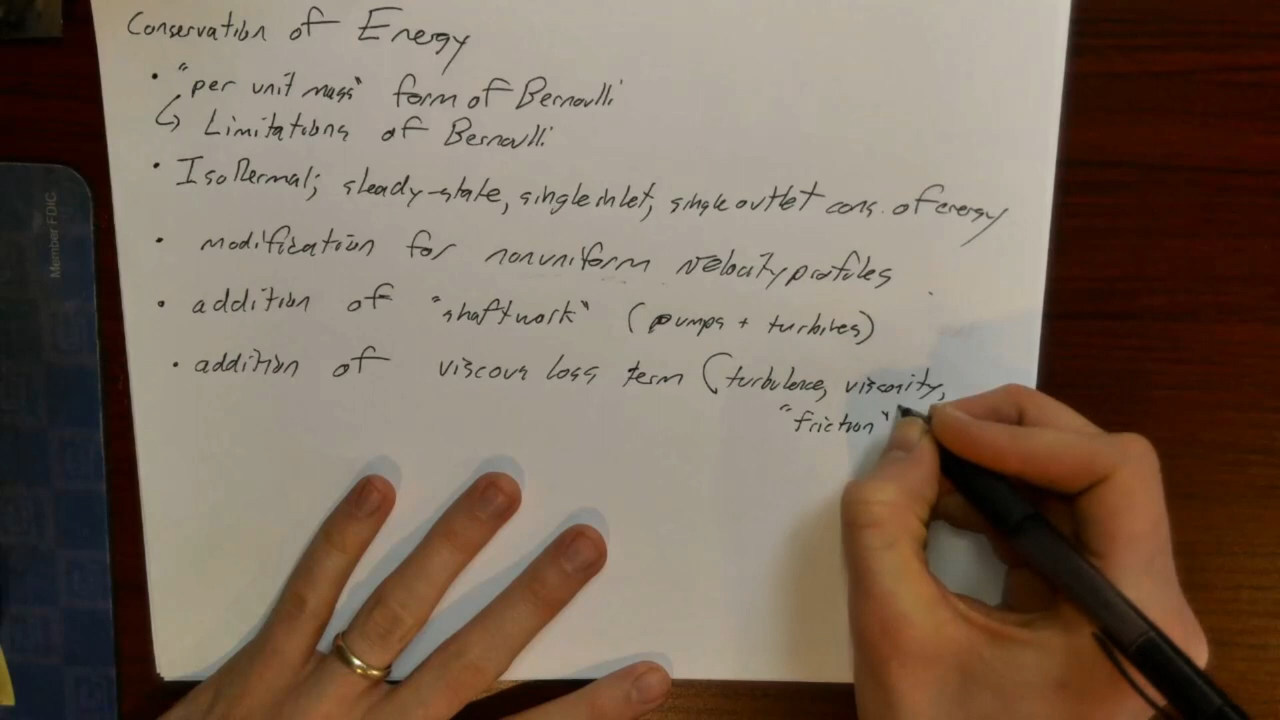 Conservation of Energy
• "per unit mass" form of Bernoulli
↳ Limitations of Bernoulli
• Isothermal, steady-state, single inlet, single outlet cons. of energy
• modification for nonuniform velocity profiles
• addition of "shaftwork" (pumps + turbines)
• addition of viscous loss term (turbulence, viscosity,
"friction"
Member FDIC